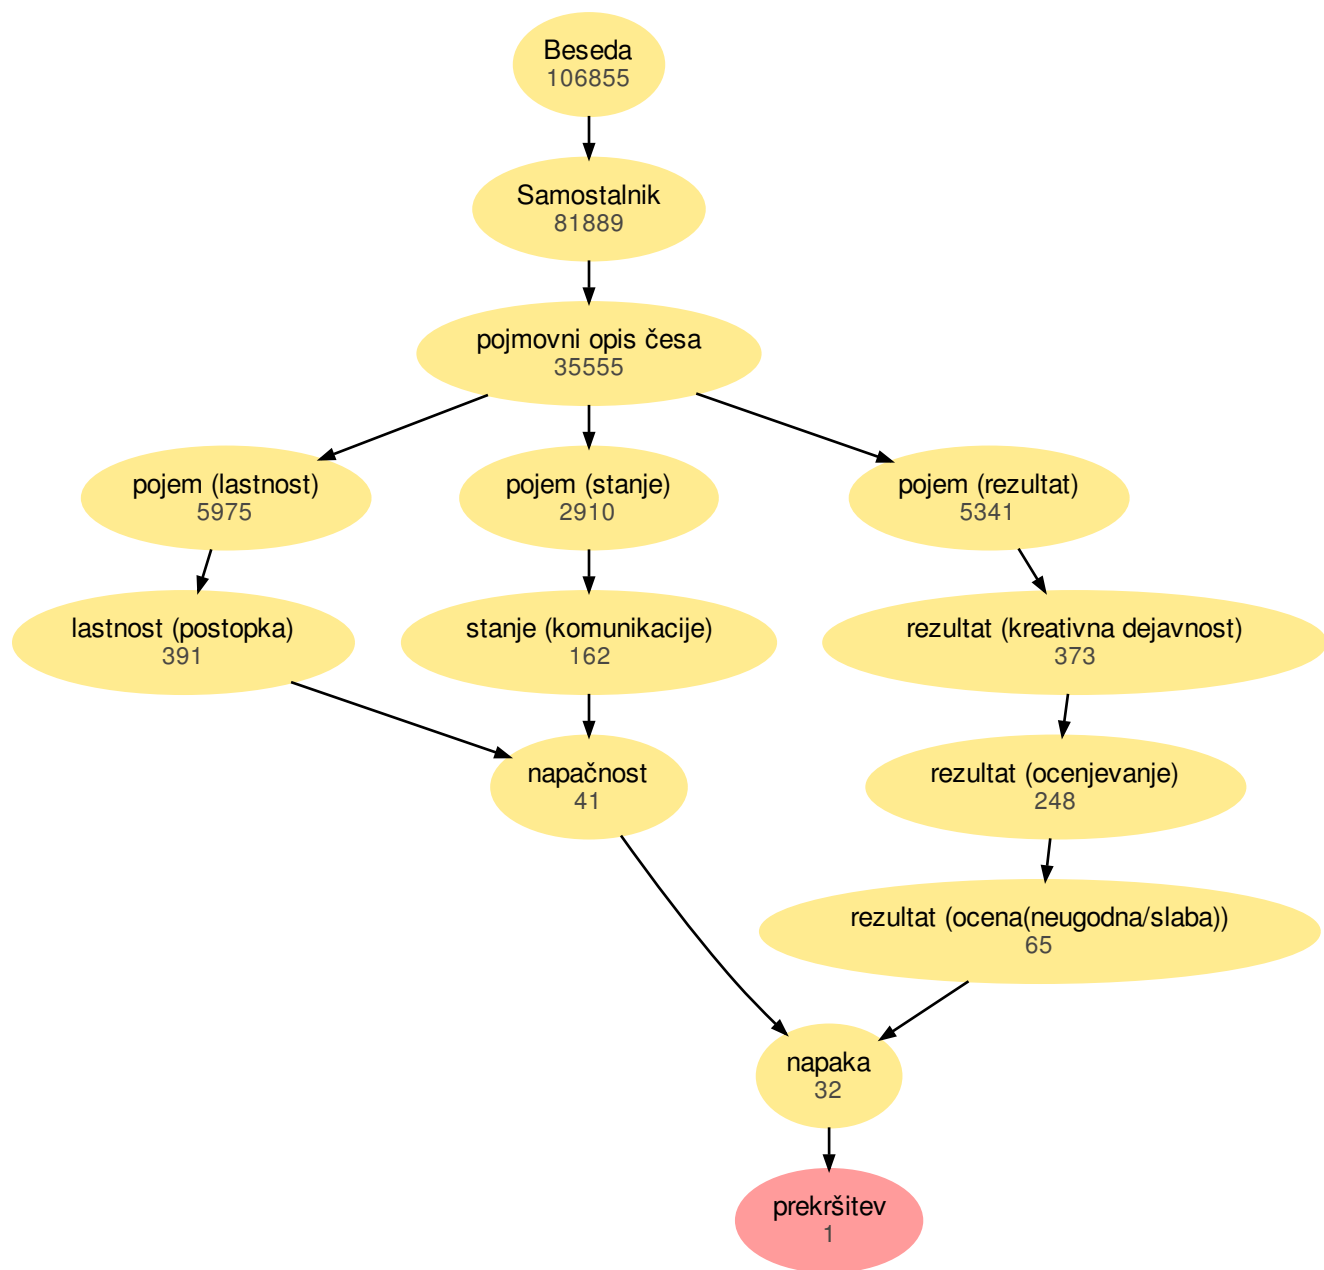 Beseda
106855
Samostalnik
81889
pojmovni opis česa
35555
pojem (lastnost)
5975
pojem (stanje)
2910
pojem (rezultat)
5341
lastnost (postopka)
391
stanje (komunikacije)
162
rezultat (kreativna dejavnost)
373
napačnost
41
rezultat (ocenjevanje)
248
rezultat (ocena(neugodna/slaba))
65
napaka
32
prekršitev
1